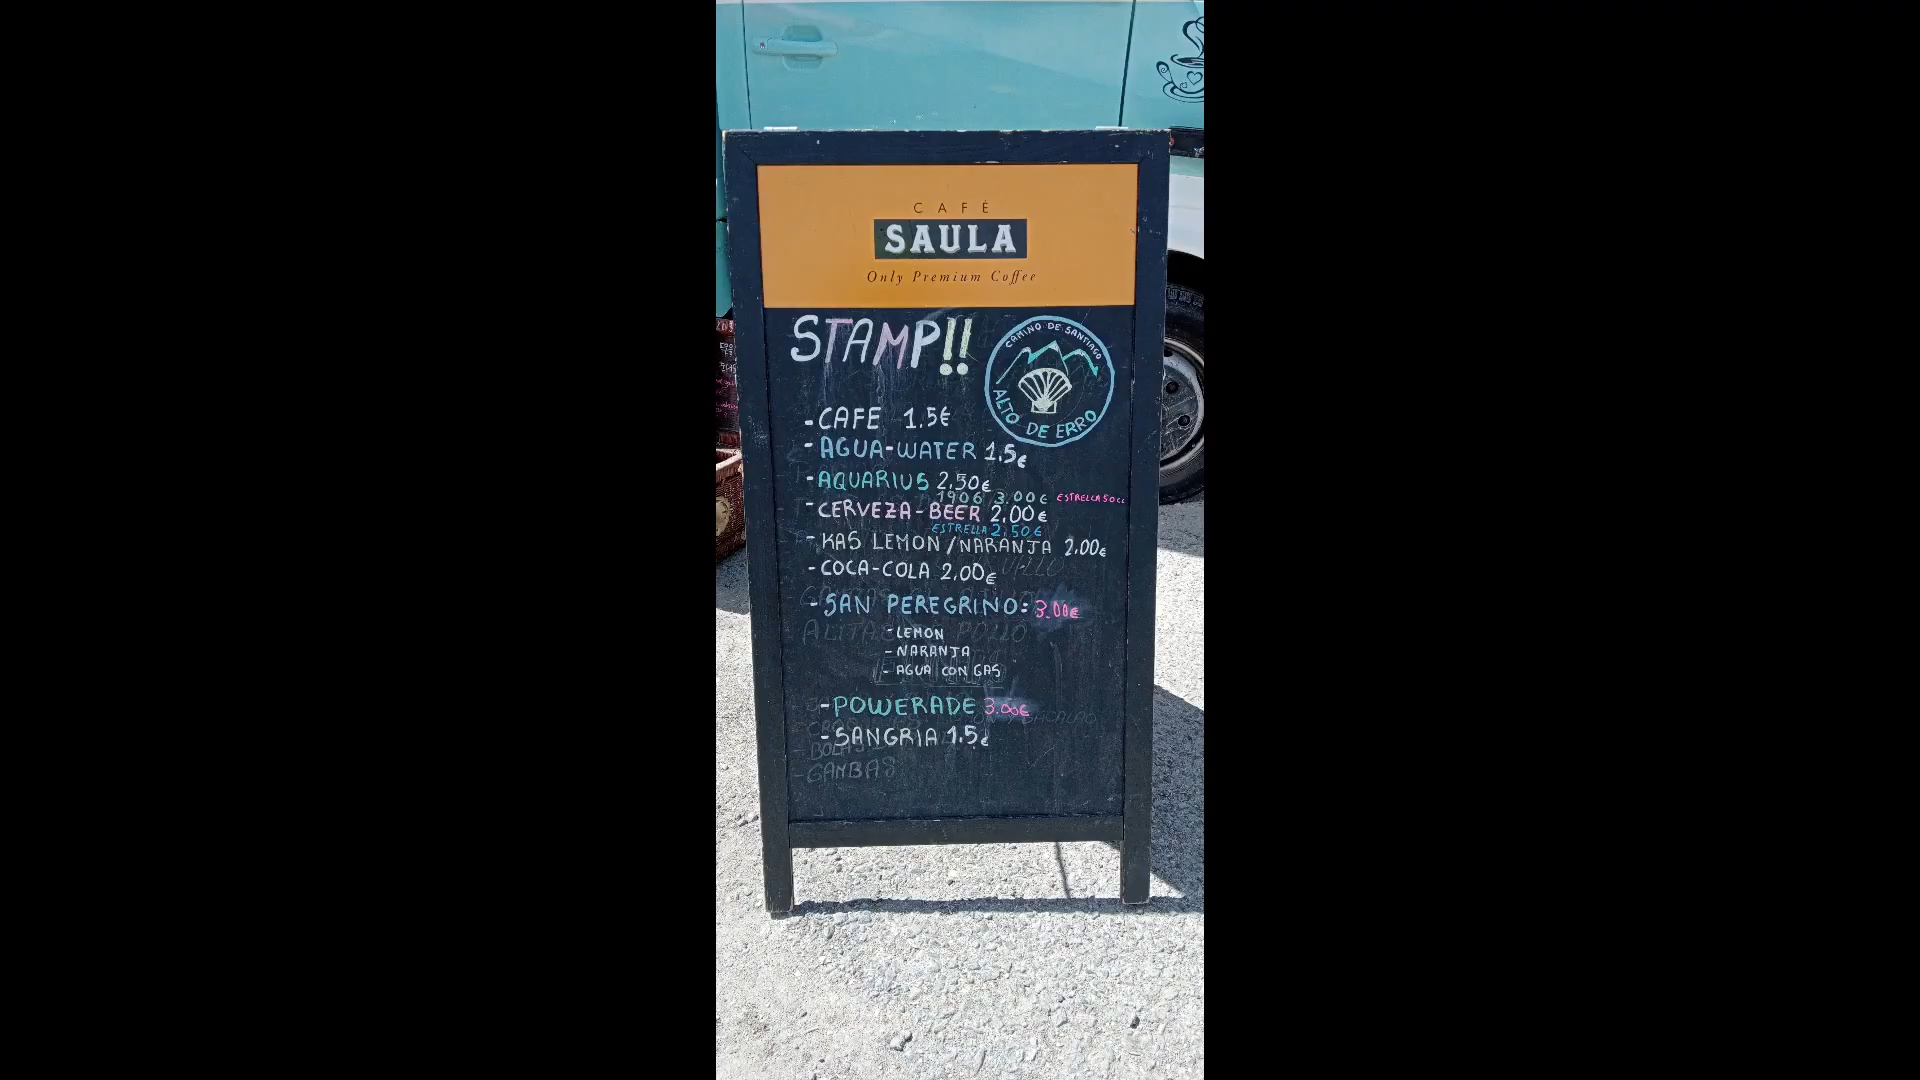 CAFÈ
SAULA
Only Premium Coffee
STAMP!!
CAMINO DE SANTIAGO
ALTO DE ERRO
-CAFE 1.5€
-AGUA-WATER 1.5€
-AQUARIUS 2.50€
1906 3.00€ ESTRELLA 50CL
-CERVEZA-BEER 2.00€
ESTRELLA 2.50€
-KAS LEMON/NARANJA 2.00€
-COCA-COLA 2.00€
-SAN PEREGRINO: 3.00€
ALITAS POLLO
-LEMON
-NARANJA
-AGUA CON GAS
-POWERADE 3.00€
-SANGRIA 1.5€
-GAMBAS